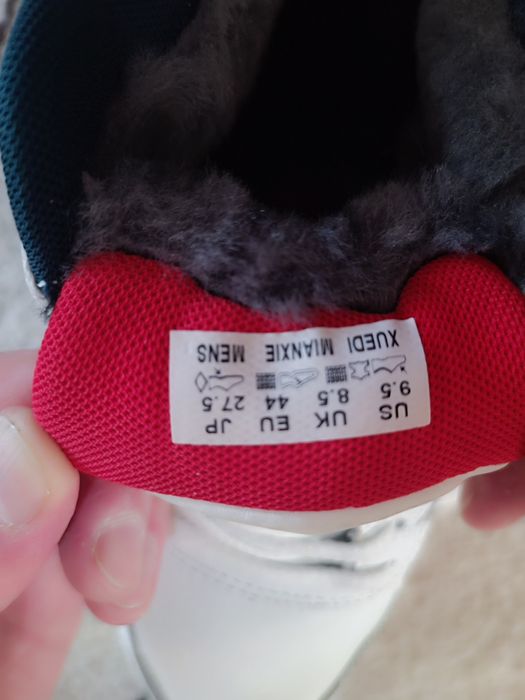 US UK EU JP
9.5 8.5 44 27.5
XUEDI MIANXIE MENS